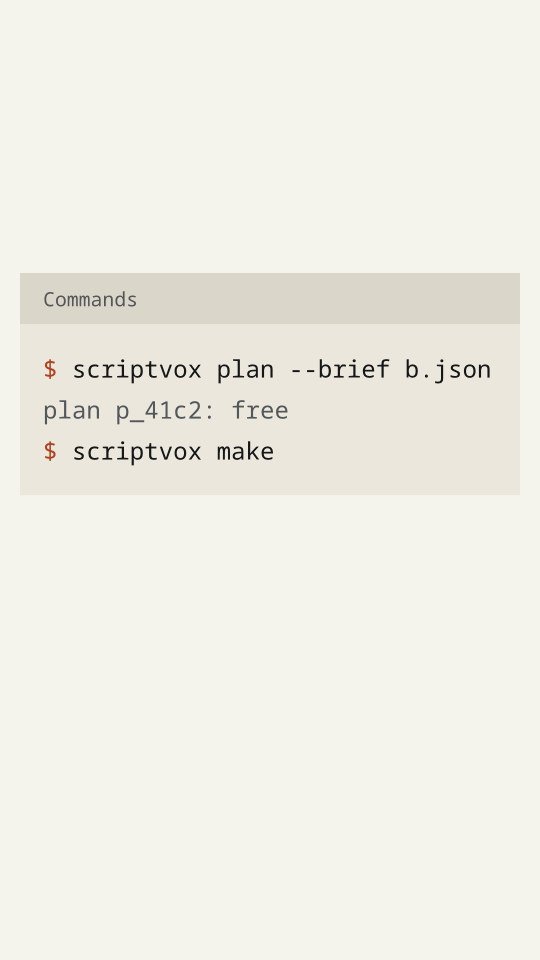 Commands
$ scriptvox plan --brief b.json
plan p_41c2: free
$ scriptvox make